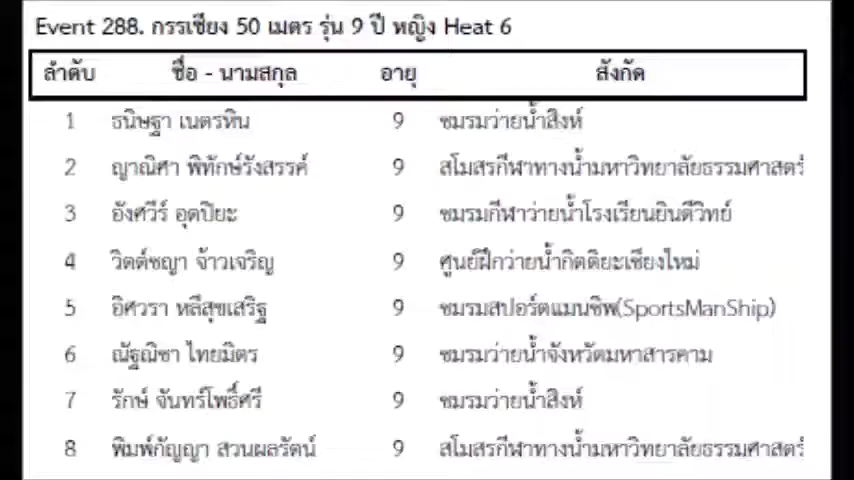 Event 288. กรรเชียง 50 เมตร รุ่น 9 ปี หญิง Heat 6
ลำดับ ชื่อ - นามสกุล อายุ สังกัด
1 ธนิษฐา เนตรทิน 9 ชมรมว่ายน้ำสิงห์
2 ญาณิศา พิทักษ์รังสรรค์ 9 สโมสรกีฬาทางน้ำมหาวิทยาลัยธรรมศาสตร์
3 อังศวีร์ อุดปิยะ 9 ชมรมกีฬาว่ายน้ำโรงเรียนยินดีวิทย์
4 วิตต์ชญา จ้าวเจริญ 9 ศูนย์ฝึกว่ายน้ำกิตติยะเชียงใหม่
5 อิศวรา หลีสุขเสริฐ 9 ชมรมสปอร์ตแมนชิพ(SportsManShip)
6 ณัฐณิชา ไทยมิตร 9 ชมรมว่ายน้ำจังหวัดมหาสารคาม
7 รักษ์ จันทร์โพธิ์ศรี 9 ชมรมว่ายน้ำสิงห์
8 พิมพ์กัญญา สวนผลรัตน์ 9 สโมสรกีฬาทางน้ำมหาวิทยาลัยธรรมศาสตร์